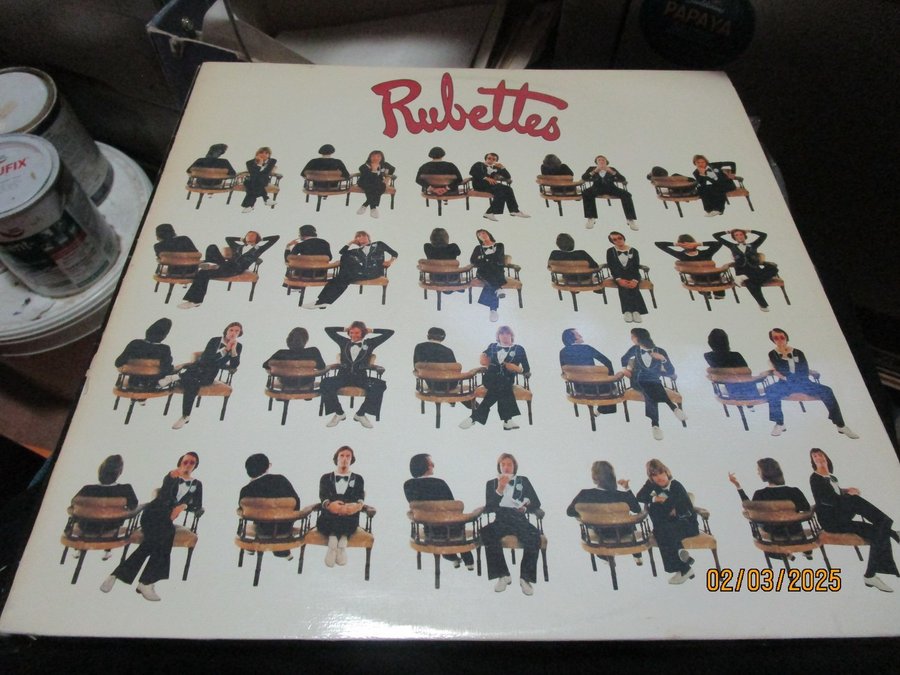 PAPAYA
Rubettes
UFIX
02/03/2025